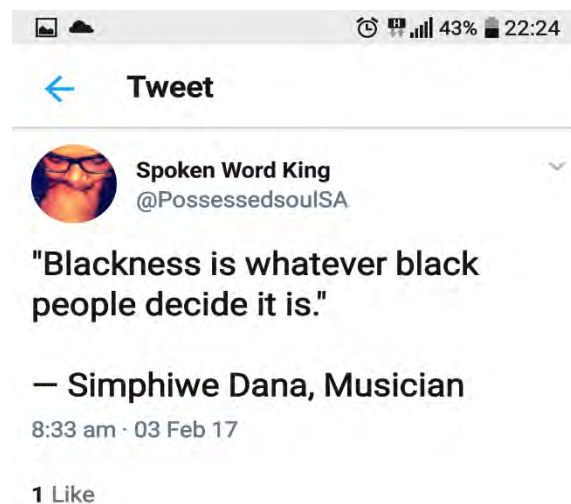 43% 22:24
Tweet
Spoken Word King
@PossessedsoulSA
"Blackness is whatever black
people decide it is."
— Simphiwe Dana, Musician
8:33 am · 03 Feb 17
1 Like